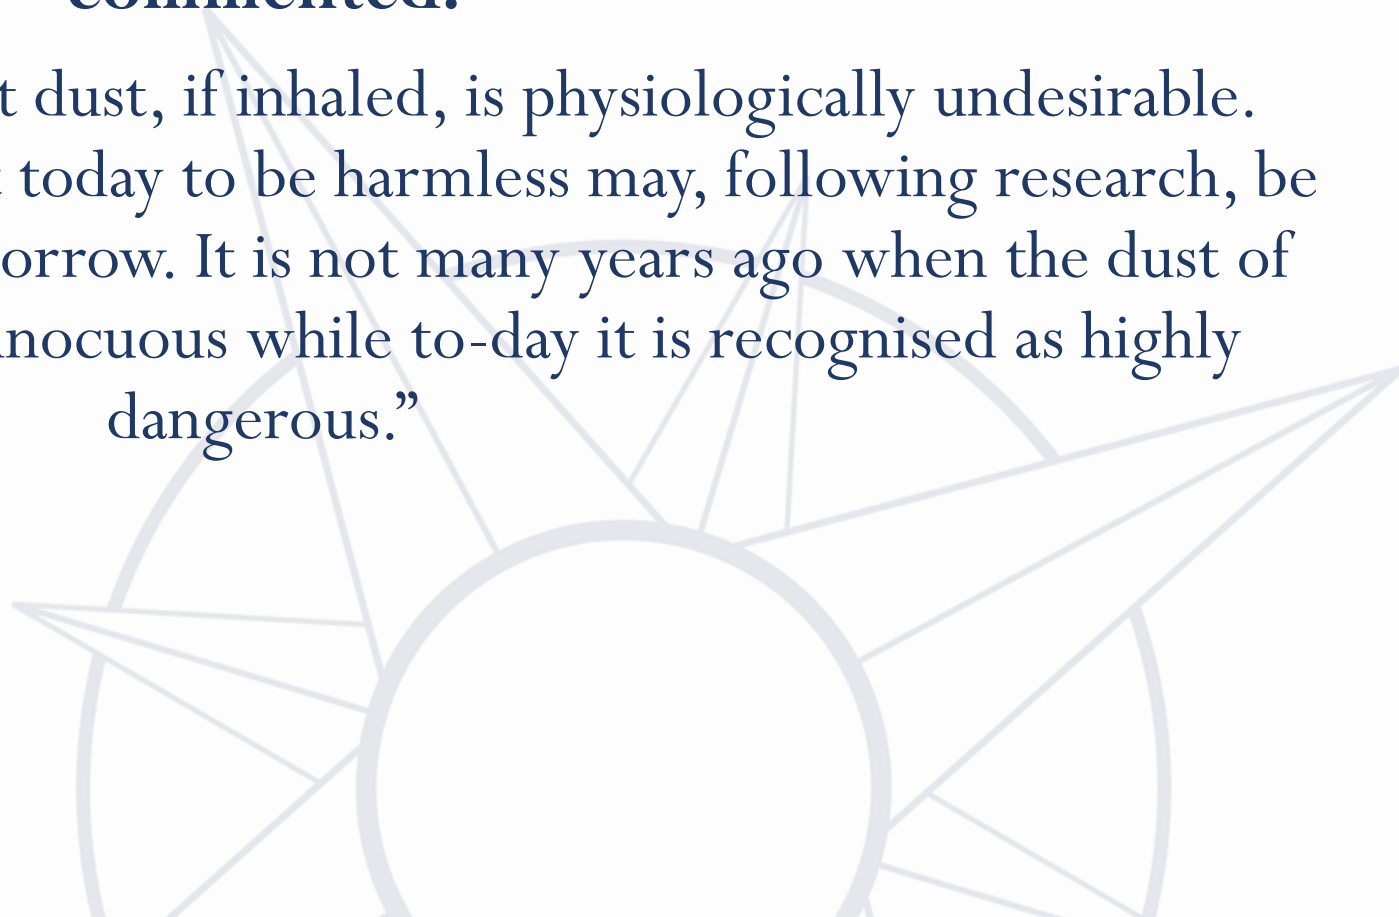 commented:
t dust, if inhaled, is physiologically undesirable.
today to be harmless may, following research, be
orrow. It is not many years ago when the dust of
nocuous while to-day it is recognised as highly
dangerous.”